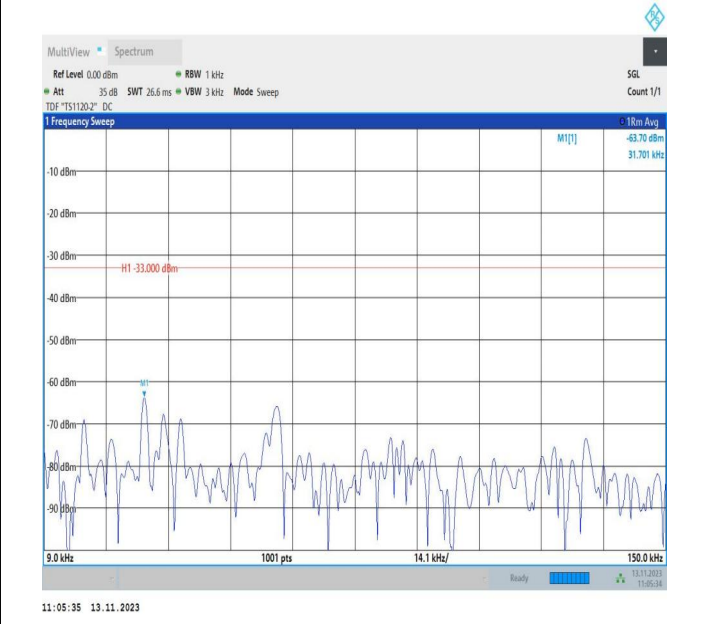 MultiView Spectrum
Ref Level 0.00 dBm RBW 1 kHz SGL
Att 35 dB SWT 26.6 ms VBW 3 kHz Mode Sweep Count 1/1
TDF "TS1120-2" DC
1 Frequency Sweep 1Rm Avg
M1[1] -63.70 dBm
31.701 kHz
-10 dBm
-20 dBm
-30 dBm
H1 -33.000 dBm
-40 dBm
-50 dBm
-60 dBm
M1
-70 dBm
-80 dBm
-90 dBm
9.0 kHz 1001 pts 14.1 kHz/ 150.0 kHz
Ready 13.11.2023
11:05:34
11:05:35 13.11.2023